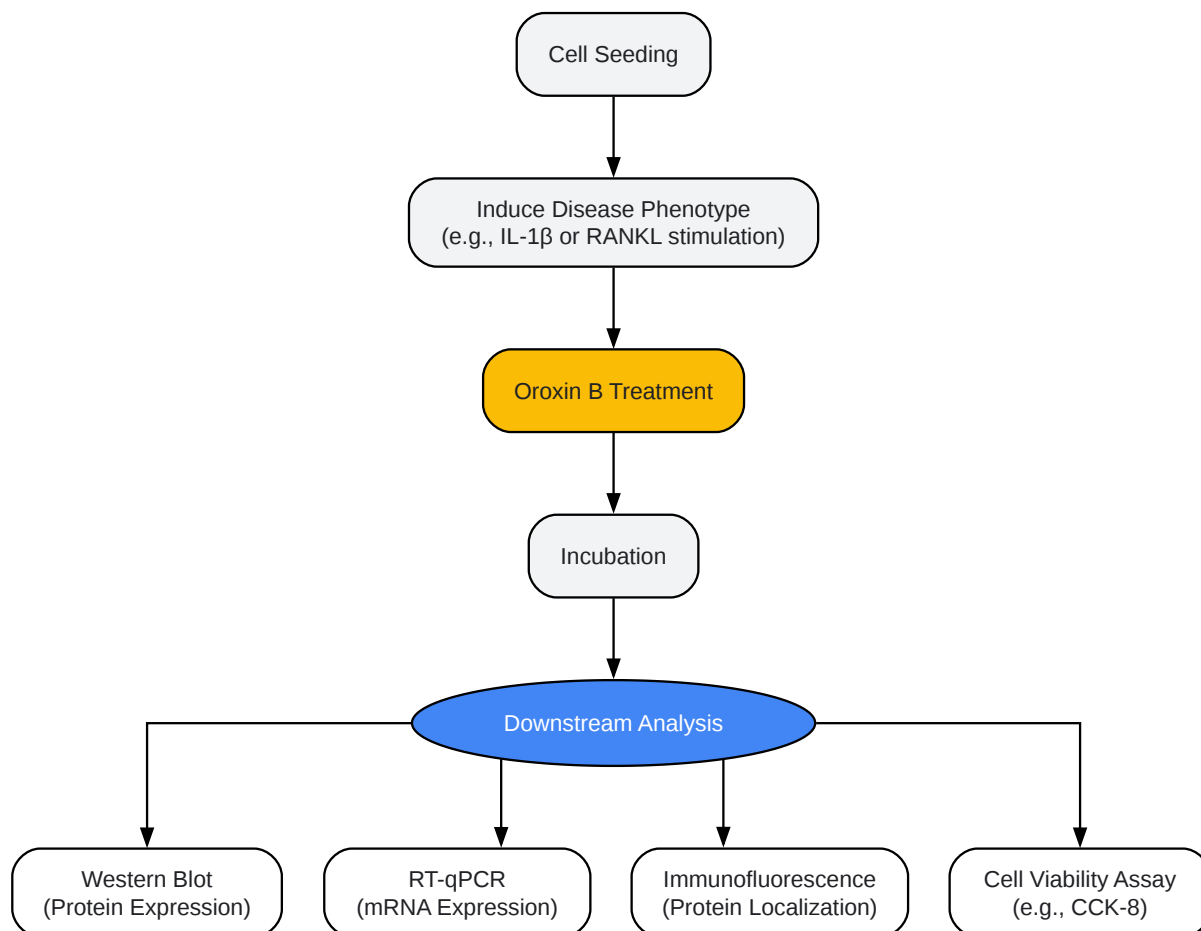 Cell Seeding
Induce Disease Phenotype
(e.g., IL-1β or RANKL stimulation)
Oroxin B Treatment
Incubation
Downstream Analysis
Western Blot
(Protein Expression)
RT-qPCR
(mRNA Expression)
Immunofluorescence
(Protein Localization)
Cell Viability Assay
(e.g., CCK-8)